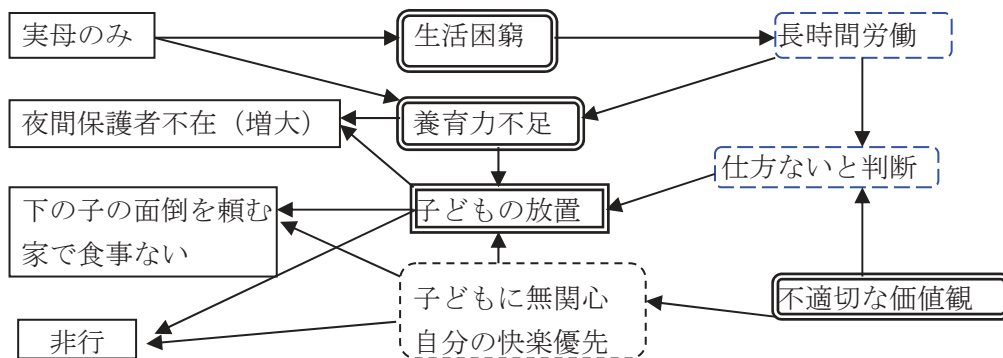 実母のみ
生活困窮
長時間労働
夜間保護者不在（増大）
養育力不足
仕方ないと判断
下の子の面倒を頼む
家で食事ない
子どもの放置
子どもに無関心
自分の快楽優先
不適切な価値観
非行